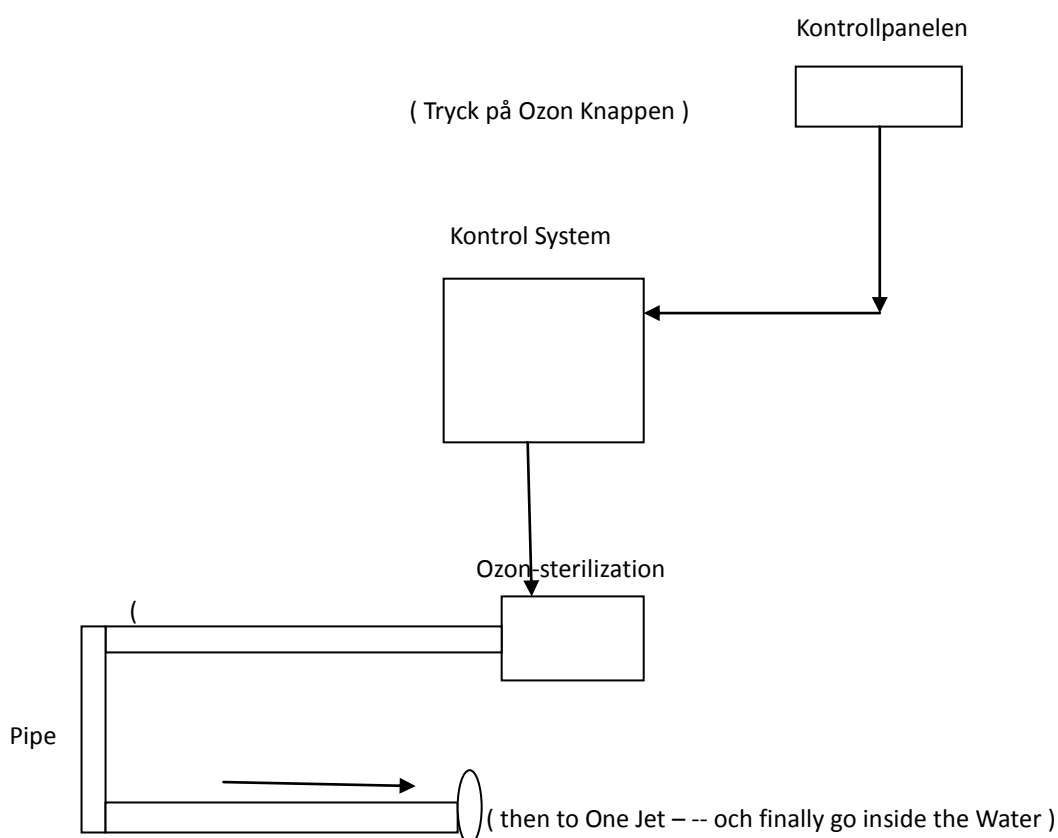 Kontrollpanelen
( Tryck på Ozon Knappen )
Kontrol System
Ozon-sterilization
(
Pipe
( then to One Jet – -- och finally go inside the Water )